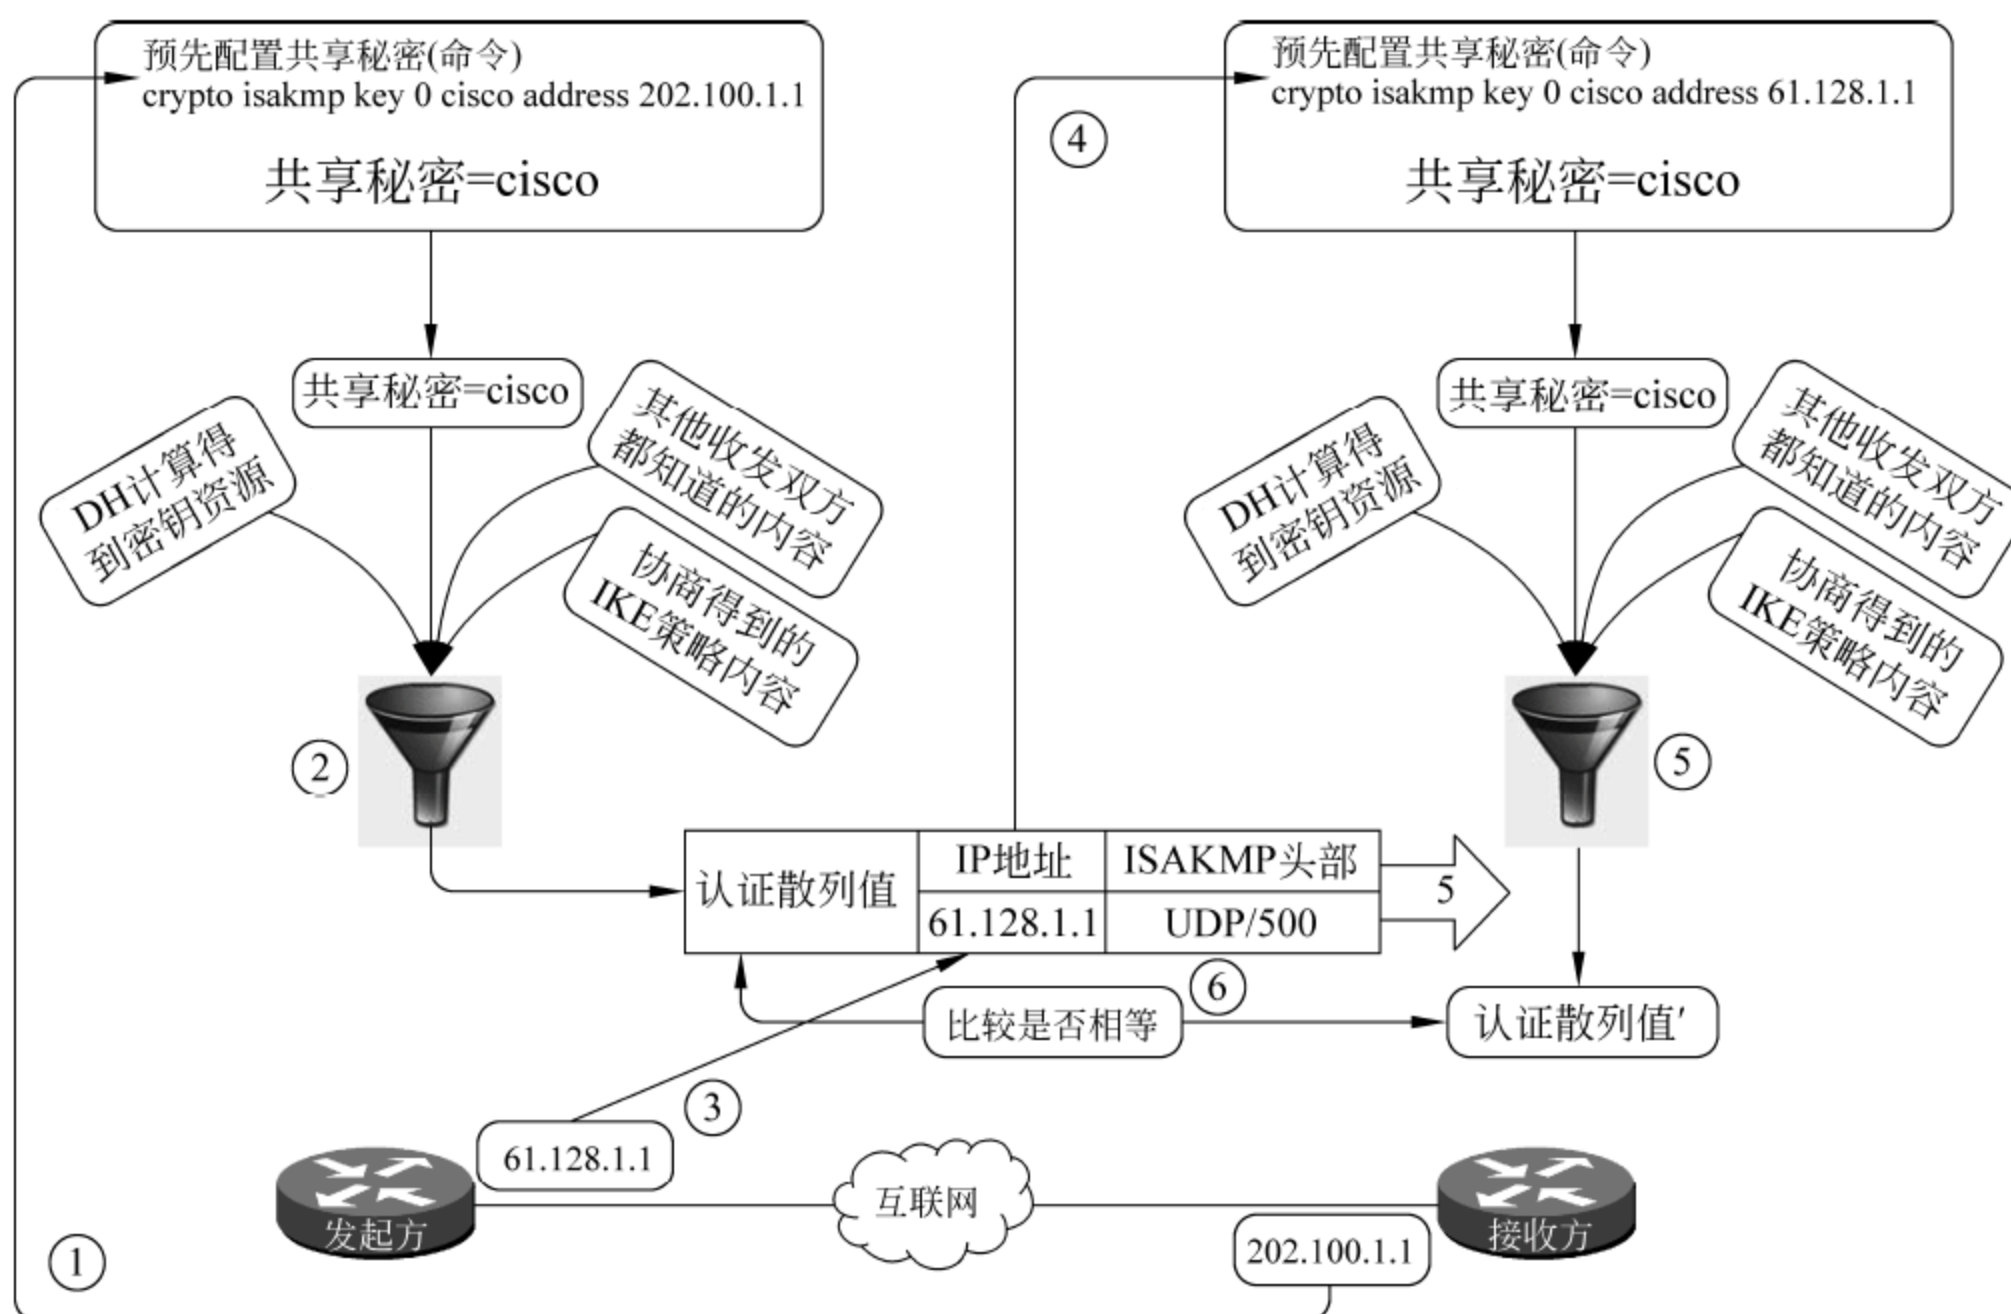 预先配置共享秘密(命令)
crypto isakmp key 0 cisco address 202.100.1.1
共享秘密=cisco
预先配置共享秘密(命令)
crypto isakmp key 0 cisco address 61.128.1.1
共享秘密=cisco
④
共享秘密=cisco
DH计算得
到密钥资源
其他收发双方
都知道的内容
协商得到的
IKE策略内容
②
共享秘密=cisco
DH计算得
到密钥资源
其他收发双方
都知道的内容
协商得到的
IKE策略内容
⑤
认证散列值
IP地址
ISAKMP头部
61.128.1.1
UDP/500
5
⑥
比较是否相等
认证散列值′
③
61.128.1.1
发起方
互联网
接收方
202.100.1.1
①